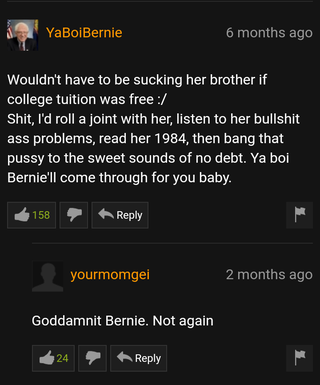 YaBoiBernie 6 months ago
Wouldn't have to be sucking her brother if
college tuition was free :/
Shit, I'd roll a joint with her, listen to her bullshit
ass problems, read her 1984, then bang that
pussy to the sweet sounds of no debt. Ya boi
Bernie'll come through for you baby.
158 Reply
yourmomgei 2 months ago
Goddamnit Bernie. Not again
24 Reply